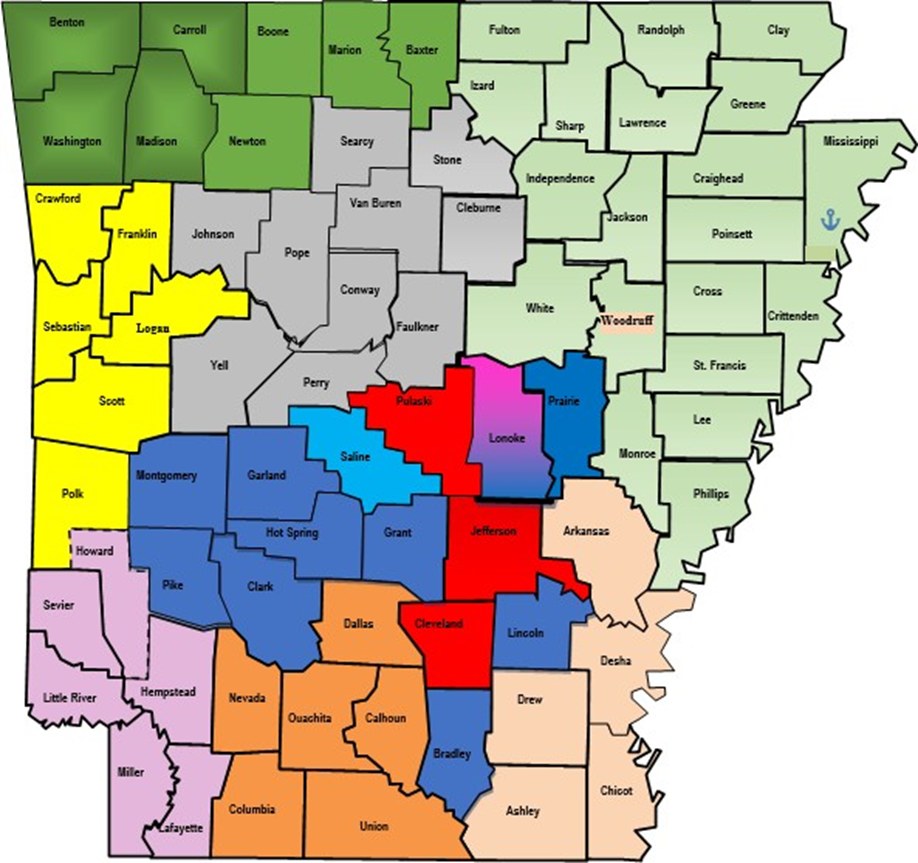 Benton
Carroll
Boone
Marion
Baxter
Fulton
Randolph
Clay
Izard
Sharp
Lawrence
Greene
Washington
Madison
Newton
Searcy
Stone
Independence
Jackson
Craighead
Mississippi
Crawford
Franklin
Johnson
Pope
Van Buren
Cleburne
Poinsett
Sebastian
Logan
Conway
Faulkner
White
Woodruff
Cross
Crittenden
Yell
Perry
St. Francis
Scott
Pulaski
Lonoke
Prairie
Lee
Saline
Monroe
Polk
Montgomery
Garland
Phillips
Howard
Hot Spring
Grant
Jefferson
Arkansas
Sevier
Pike
Clark
Dallas
Cleveland
Lincoln
Desha
Little River
Hempstead
Nevada
Ouachita
Calhoun
Bradley
Drew
Miller
Lafayette
Columbia
Union
Ashley
Chicot